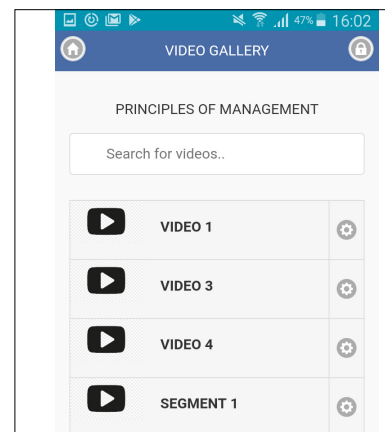 47% 16:02
VIDEO GALLERY
PRINCIPLES OF MANAGEMENT
Search for videos..
VIDEO 1
VIDEO 3
VIDEO 4
SEGMENT 1